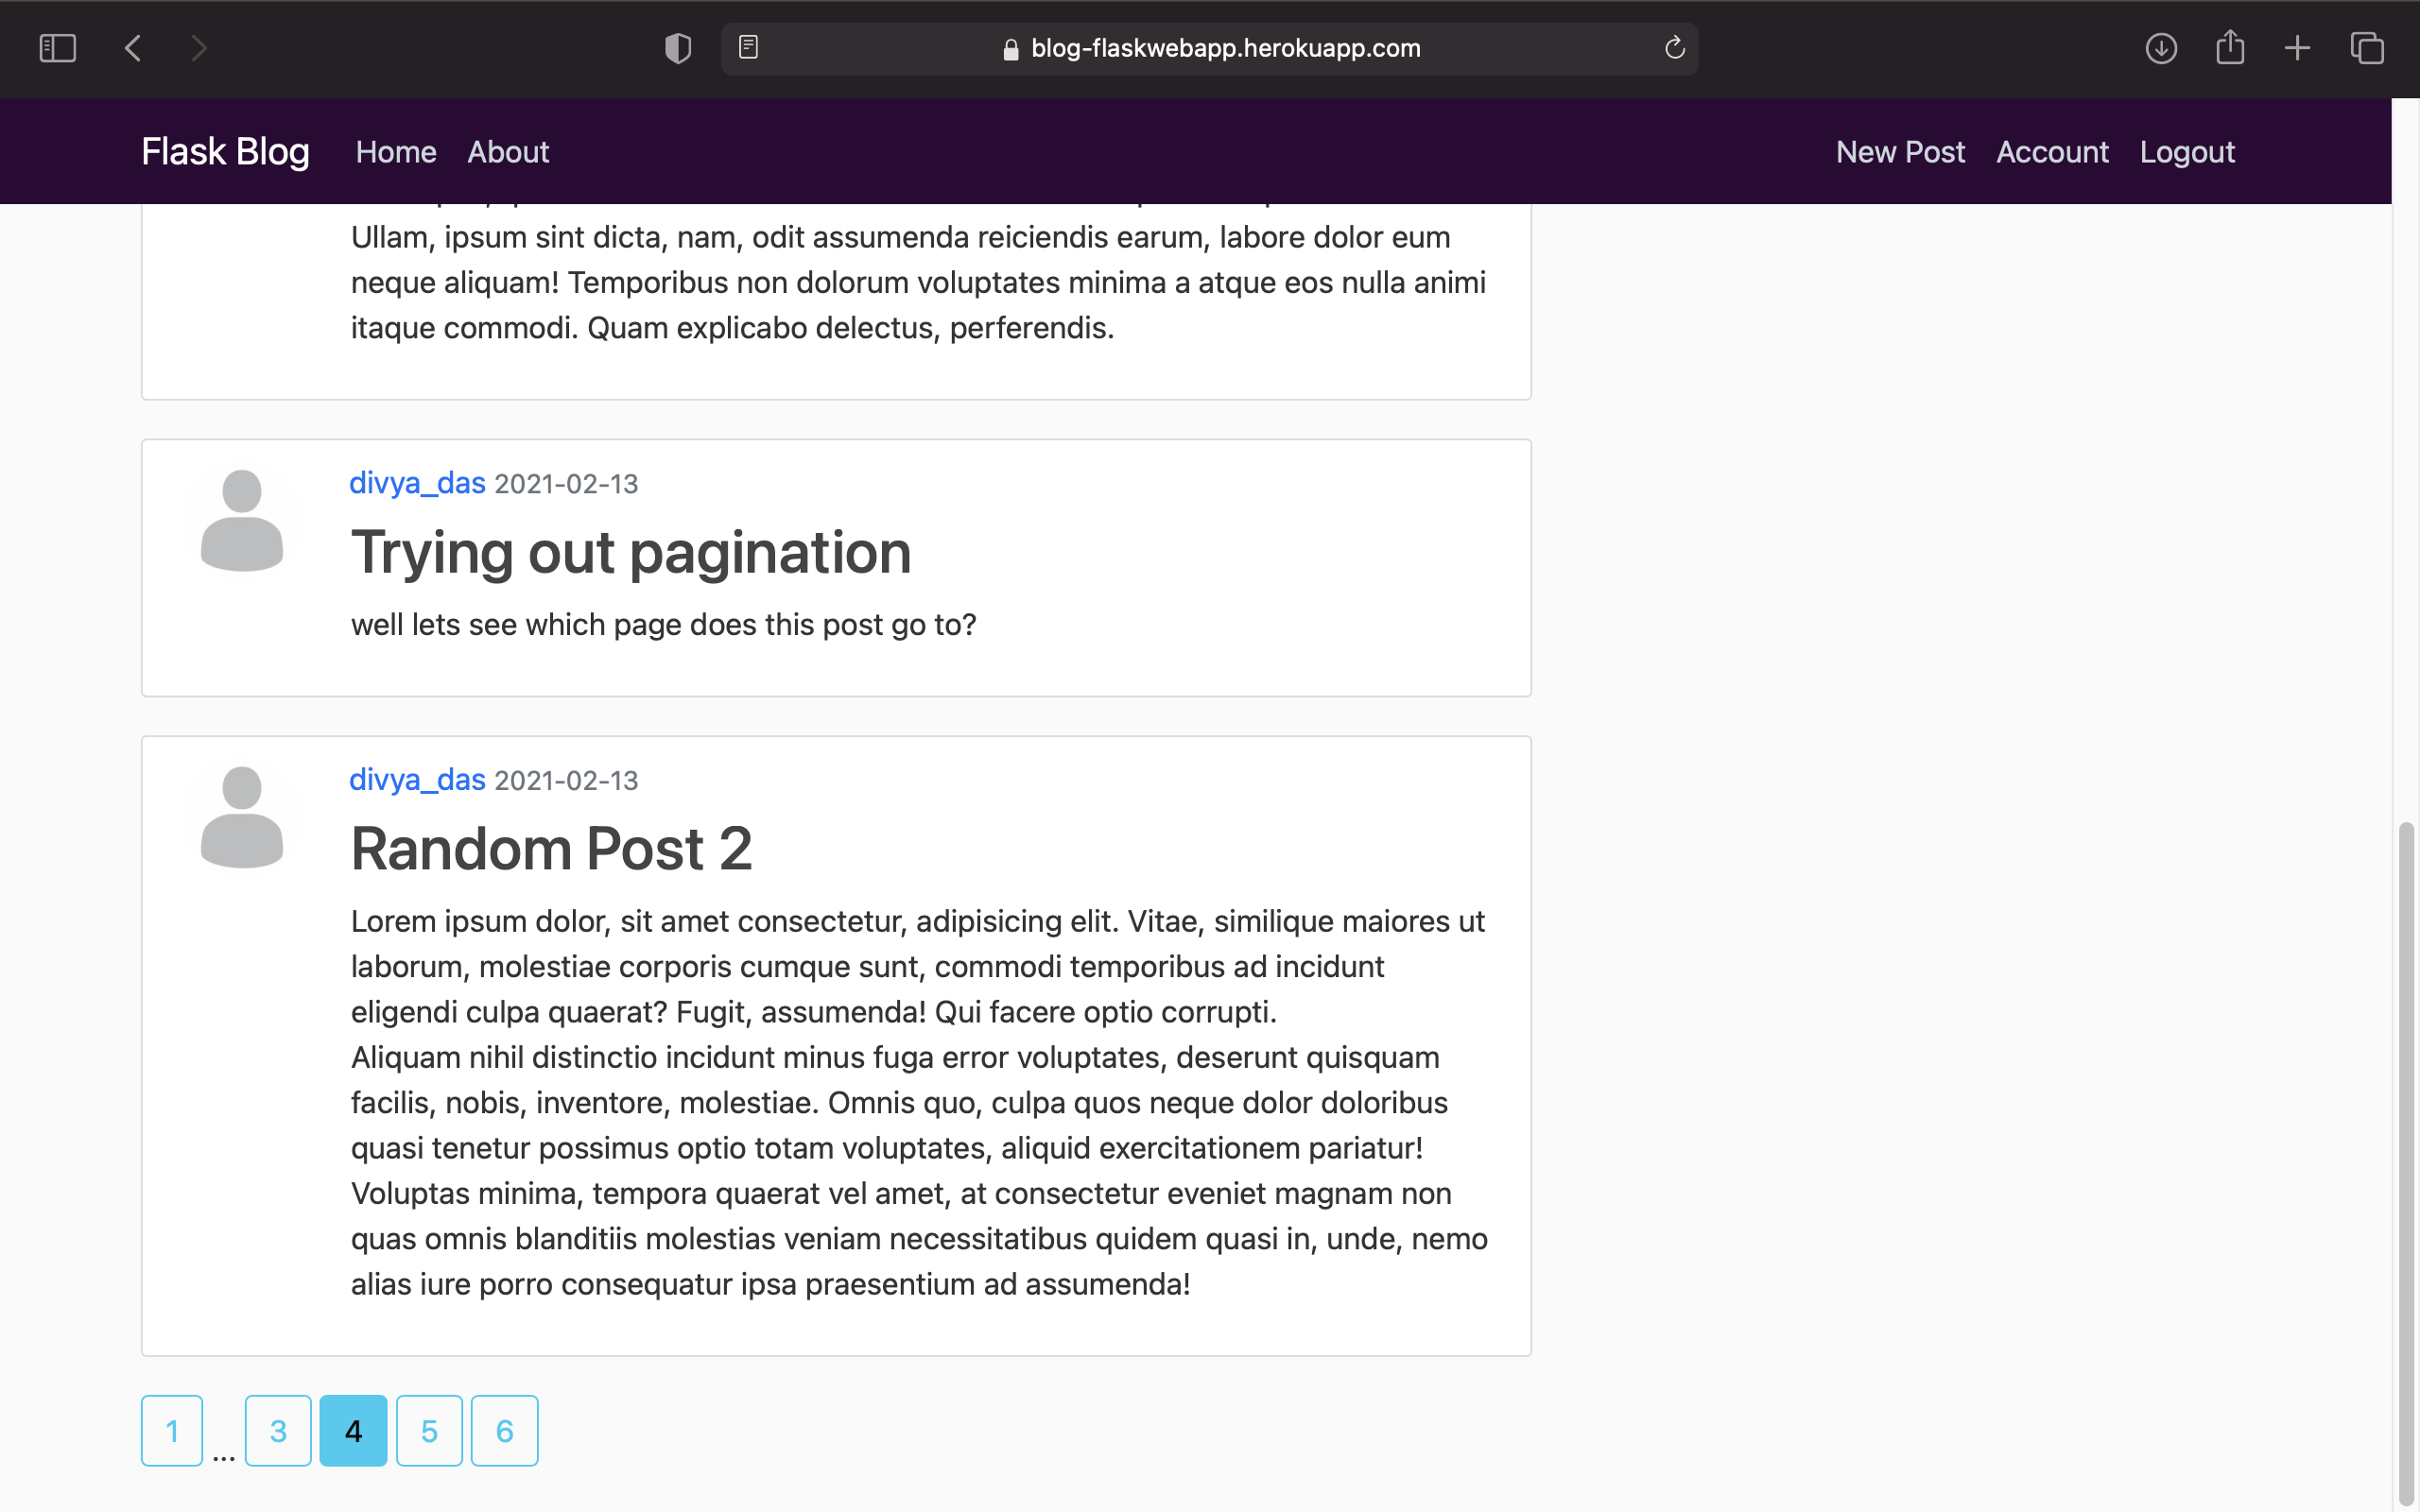 blog-flaskwebapp.herokuapp.com
Flask Blog Home About New Post Account Logout
Ullam, ipsum sint dicta, nam, odit assumenda reiciendis earum, labore dolor eum
neque aliquam! Temporibus non dolorum voluptates minima a atque eos nulla animi
itaque commodi. Quam explicabo delectus, perferendis.
divya_das 2021-02-13
Trying out pagination
well lets see which page does this post go to?
divya_das 2021-02-13
Random Post 2
Lorem ipsum dolor, sit amet consectetur, adipisicing elit. Vitae, similique maiores ut
laborum, molestiae corporis cumque sunt, commodi temporibus ad incidunt
eligendi culpa quaerat? Fugit, assumenda! Qui facere optio corrupti.
Aliquam nihil distinctio incidunt minus fuga error voluptates, deserunt quisquam
facilis, nobis, inventore, molestiae. Omnis quo, culpa quos neque dolor doloribus
quasi tenetur possimus optio totam voluptates, aliquid exercitationem pariatur!
Voluptas minima, tempora quaerat vel amet, at consectetur eveniet magnam non
quas omnis blanditiis molestias veniam necessitatibus quidem quasi in, unde, nemo
alias iure porro consequatur ipsa praesentium ad assumenda!
1 ... 3 4 5 6